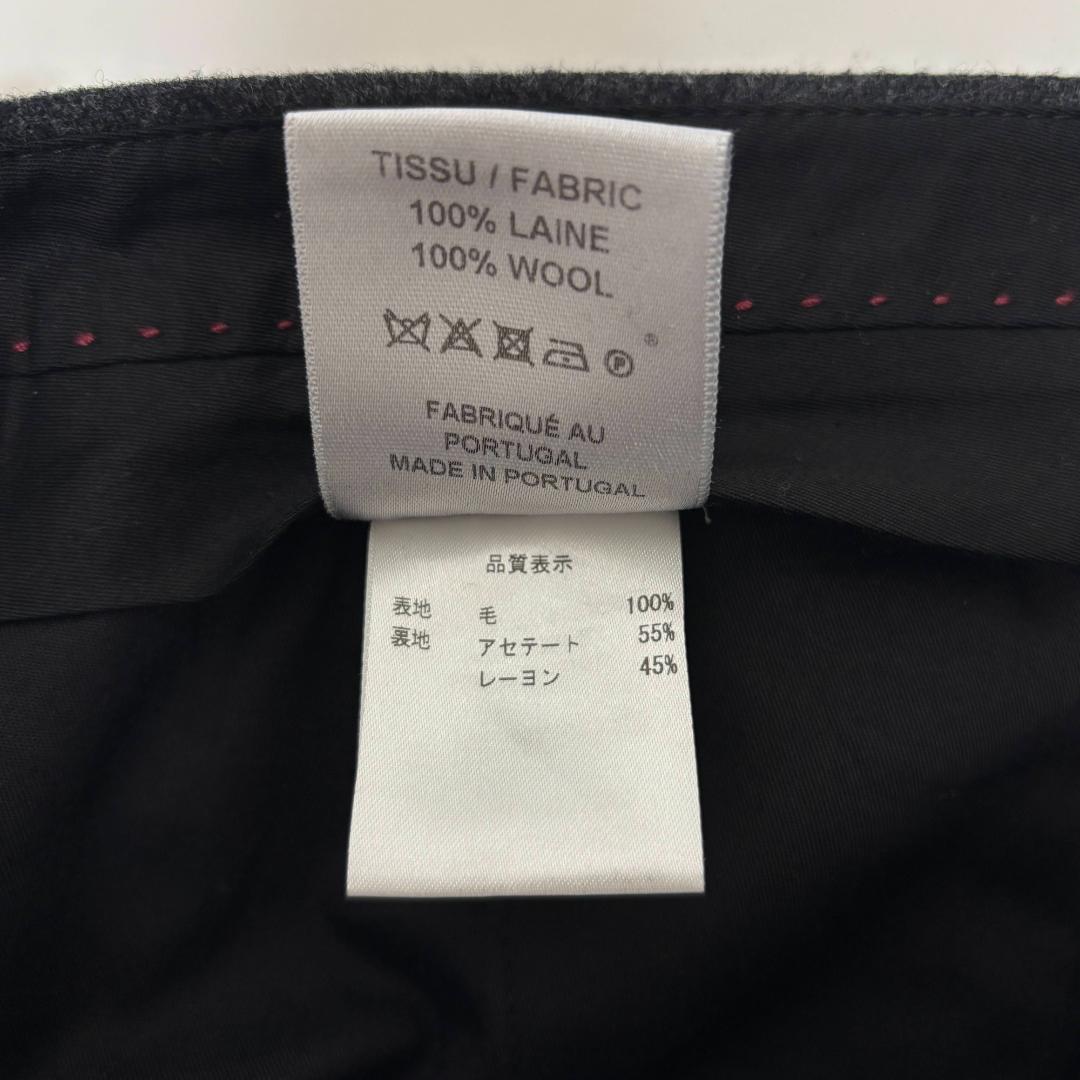 TISSU / FABRIC
100% LAINE
100% WOOL
P ®
FABRIQUÉ AU
PORTUGAL
MADE IN PORTUGAL
品質表示
表地 毛 100%
裏地 アセテート 55%
レーヨン 45%